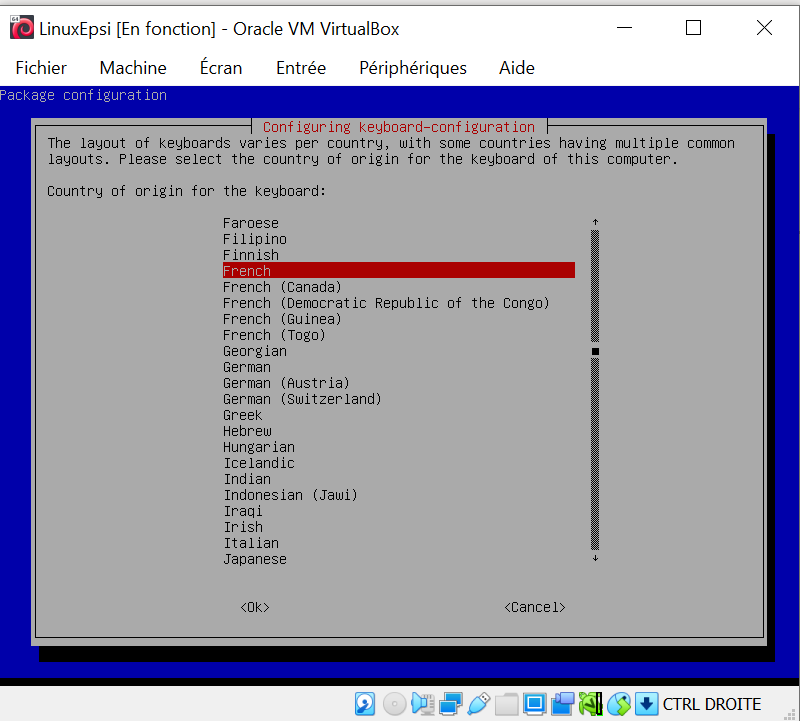 LinuxEpsi [En fonction] - Oracle VM VirtualBox
Fichier Machine Écran Entrée Périphériques Aide
Package configuration
Configuring keyboard-configuration
The layout of keyboards varies per country, with some countries having multiple common
layouts. Please select the country of origin for the keyboard of this computer.
Country of origin for the keyboard:
Faroese
Filipino
Finnish
French
French (Canada)
French (Democratic Republic of the Congo)
French (Guinea)
French (Togo)
Georgian
German
German (Austria)
German (Switzerland)
Greek
Hebrew
Hungarian
Icelandic
Indian
Indonesian (Jawi)
Iraqi
Irish
Italian
Japanese
<Ok> <Cancel>
CTRL DROITE